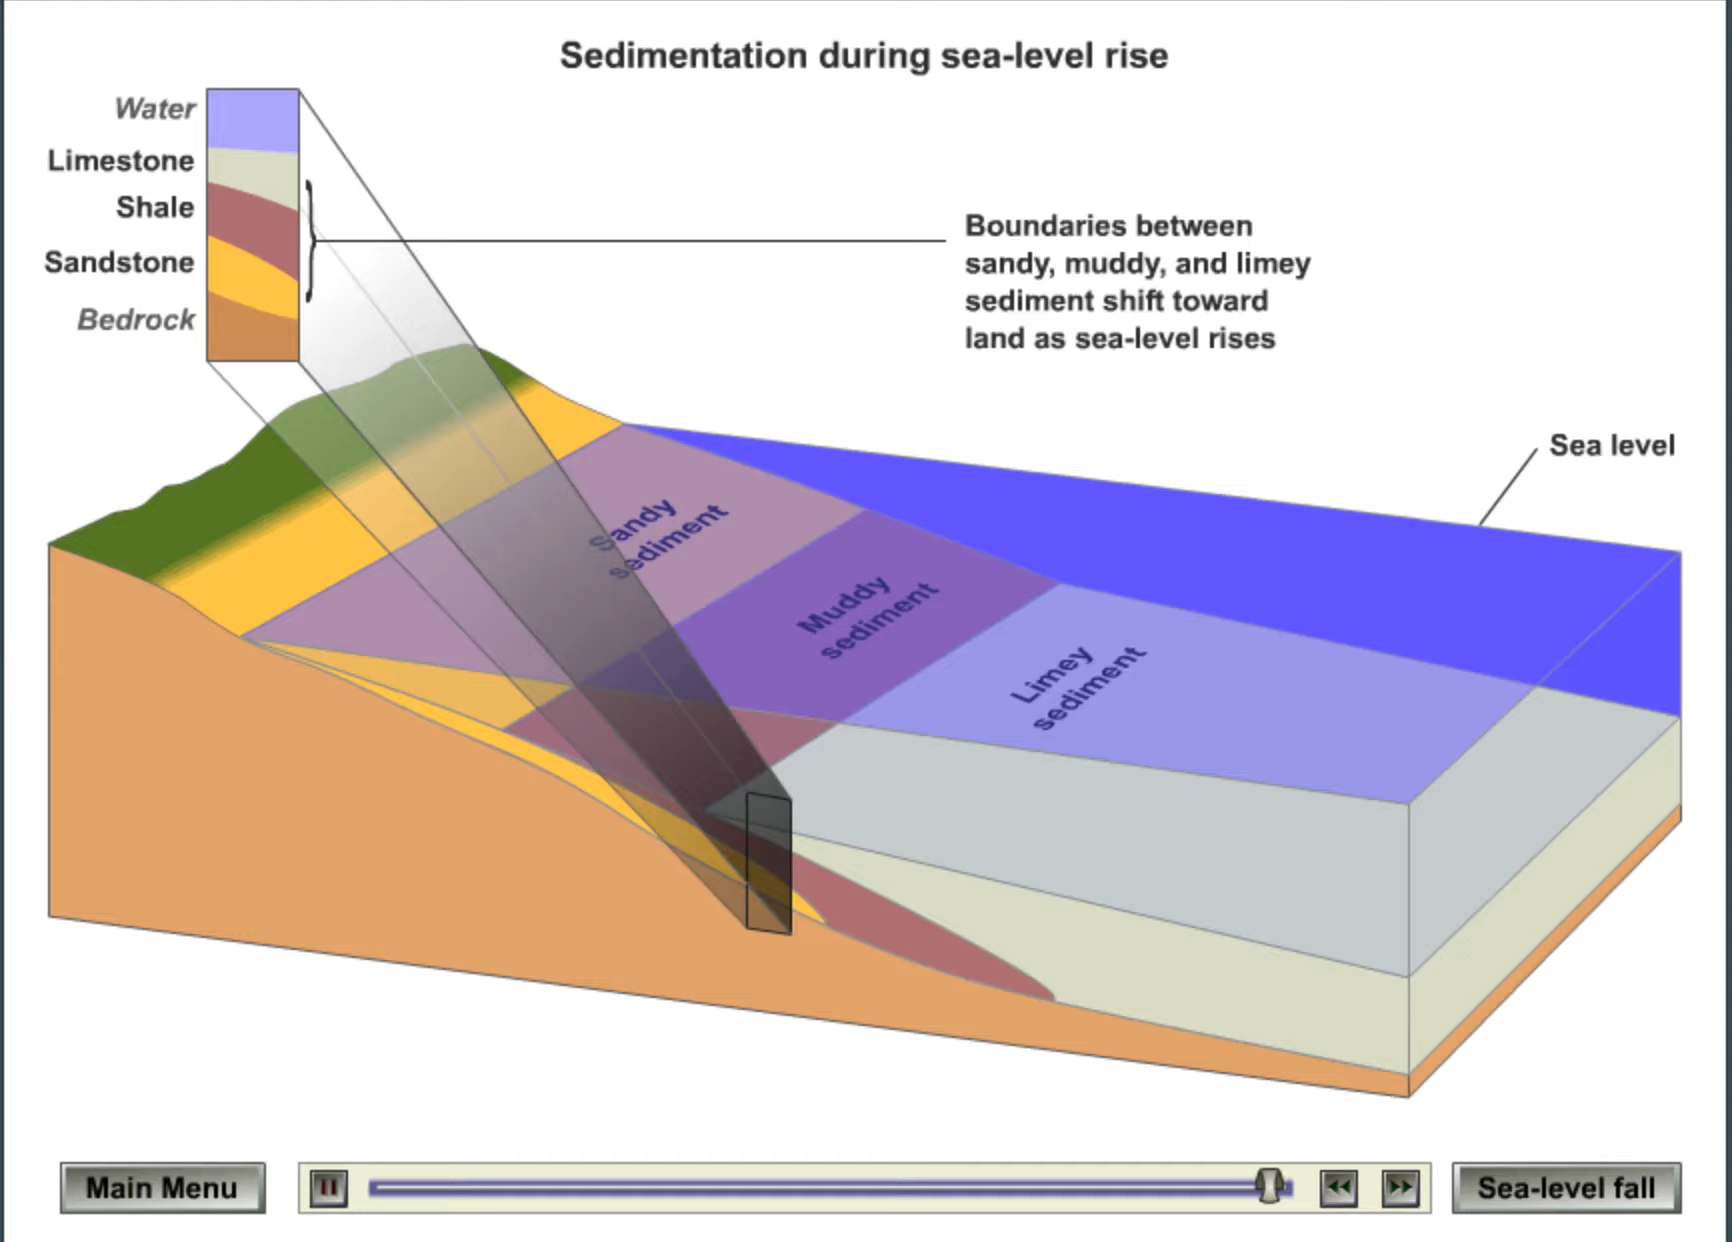 Sedimentation during sea-level rise
Water
Limestone
Shale
Sandstone
Bedrock
Boundaries between
sandy, muddy, and limey
sediment shift toward
land as sea-level rises
Sea level
Sandy
sediment
Muddy
sediment
Limey
sediment
Main Menu
Sea-level fall